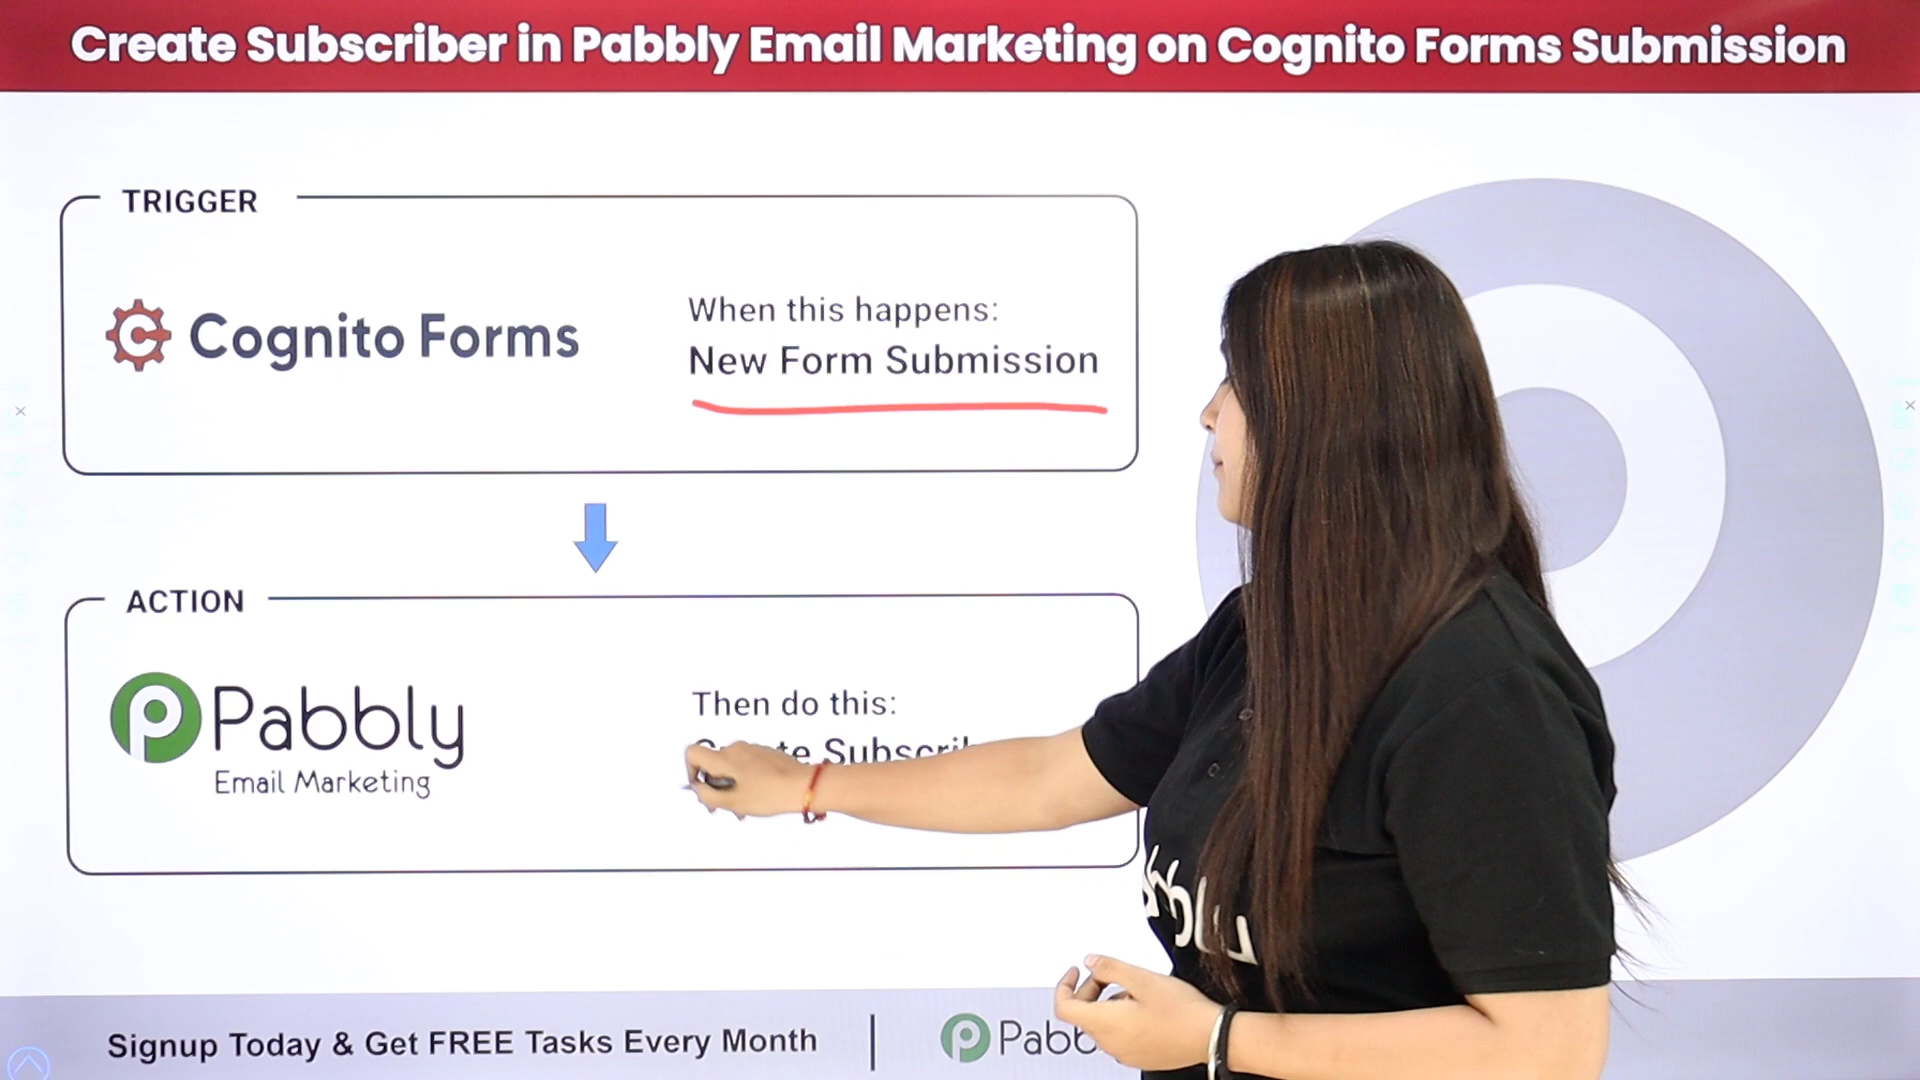 Create Subscriber in Pabbly Email Marketing on Cognito Forms Submission
TRIGGER
Cognito Forms
When this happens:
New Form Submission
ACTION
Pabbly
Email Marketing
Then do this:
Signup Today & Get FREE Tasks Every Month